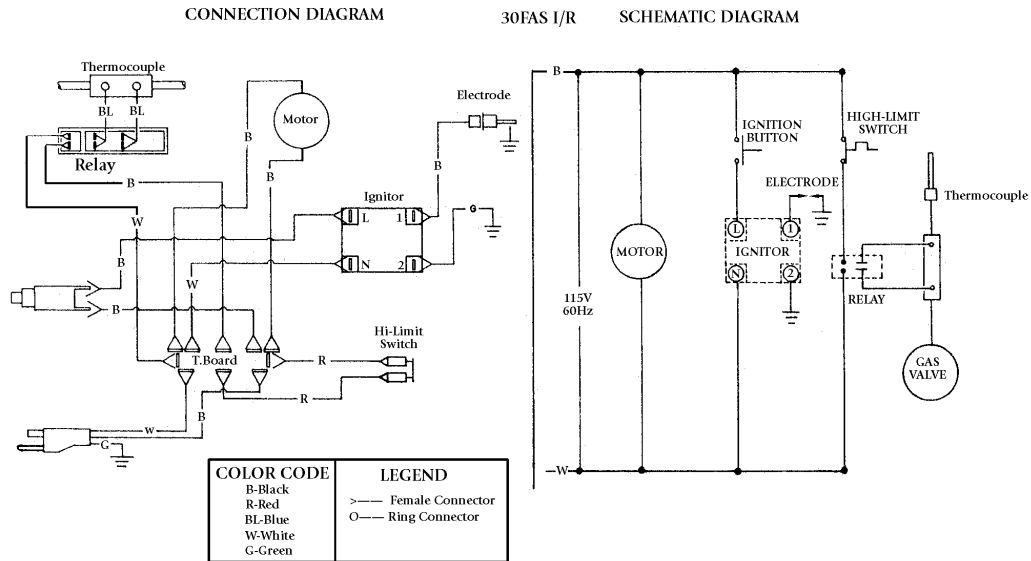 CONNECTION DIAGRAM
30FAS I/R
SCHEMATIC DIAGRAM
Thermocouple
BL
BL
Relay
B
W
B
Motor
B
Electrode
B
Ignitor
L
1
N
2
G
B
W
B
T.Board
Hi-Limit
Switch
R
R
B
W
G
COLOR CODE
B-Black
R-Red
BL-Blue
W-White
G-Green
LEGEND
>—— Female Connector
O—— Ring Connector
B
115V
60Hz
MOTOR
IGNITION
BUTTON
HIGH-LIMIT
SWITCH
ELECTRODE
L
1
IGNITOR
N
2
RELAY
Thermocouple
GAS
VALVE
W